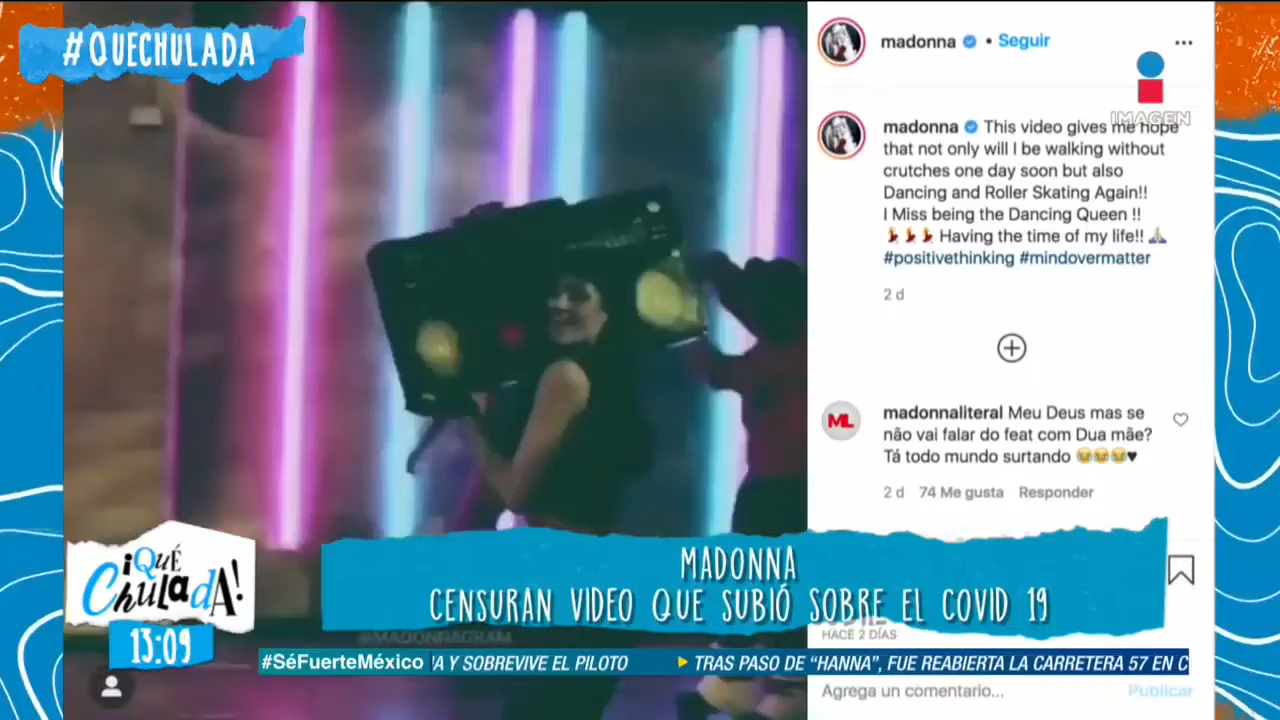 #QUECHULADA
madonna • Seguir
IMAGEN
madonna This video gives me hope
that not only will I be walking without
crutches one day soon but also
Dancing and Roller Skating Again!!
I Miss being the Dancing Queen !!
💃💃💃 Having the time of my life!! 🙏
#positivethinking #mindovermatter
2 d
ML
madonnaliteral Meu Deus mas se
não vai falar do feat com Dua mãe?
Tá todo mundo surtando 😂😂😂♥
2 d 74 Me gusta Responder
¡QUÉ
CHULADA!
13:09
MADONNA
CENSURAN VIDEO QUE SUBIÓ SOBRE EL COVID 19
@MADONNAGRAM
HACE 2 DÍAS
#SéFuerteMéxico 'A Y SOBREVIVE EL PILOTO ▶ TRAS PASO DE “HANNA”, FUE REABIERTA LA CARRETERA 57 EN C
Agrega un comentario... Publicar